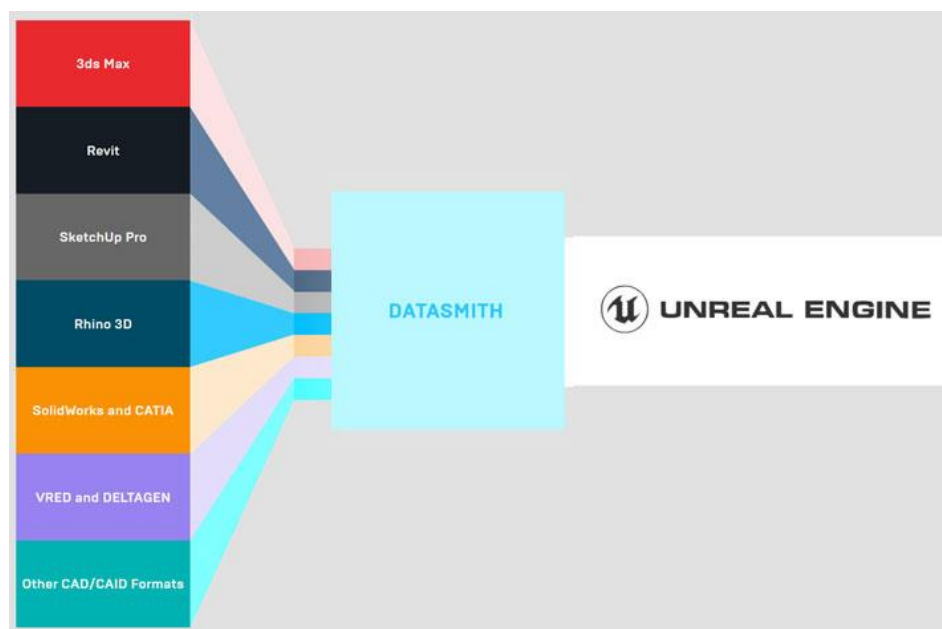 3ds Max
Revit
SketchUp Pro
Rhino 3D
SolidWorks and CATIA
VRED and DELTAGEN
Other CAD/CAID Formats
DATASMITH
UNREAL ENGINE